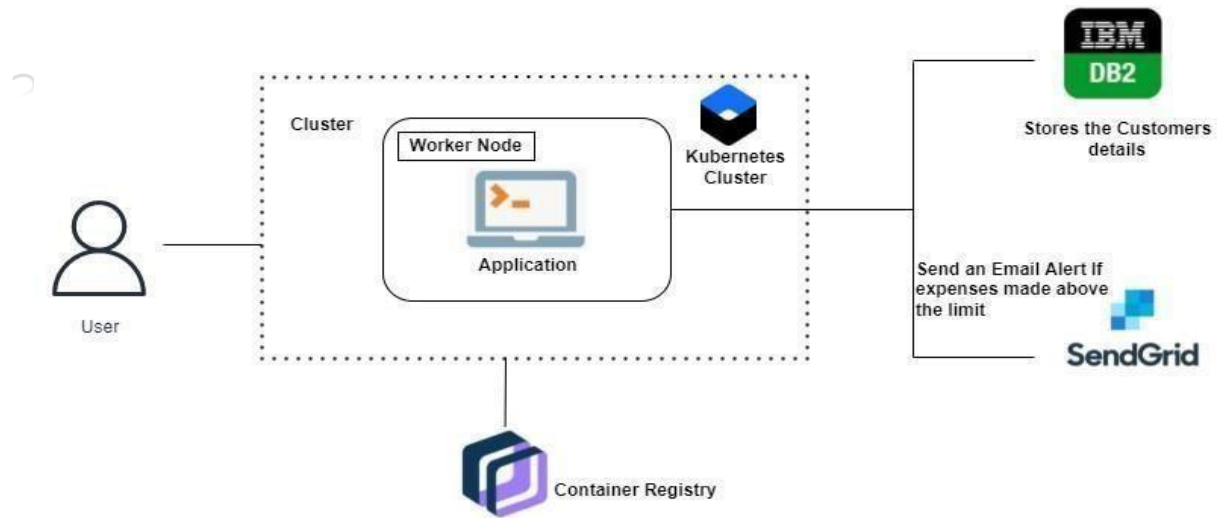 IBM
DB2
Stores the Customers
details
Cluster
Worker Node
Kubernetes
Cluster
Application
User
Send an Email Alert If
expenses made above
the limit
SendGrid
Container Registry